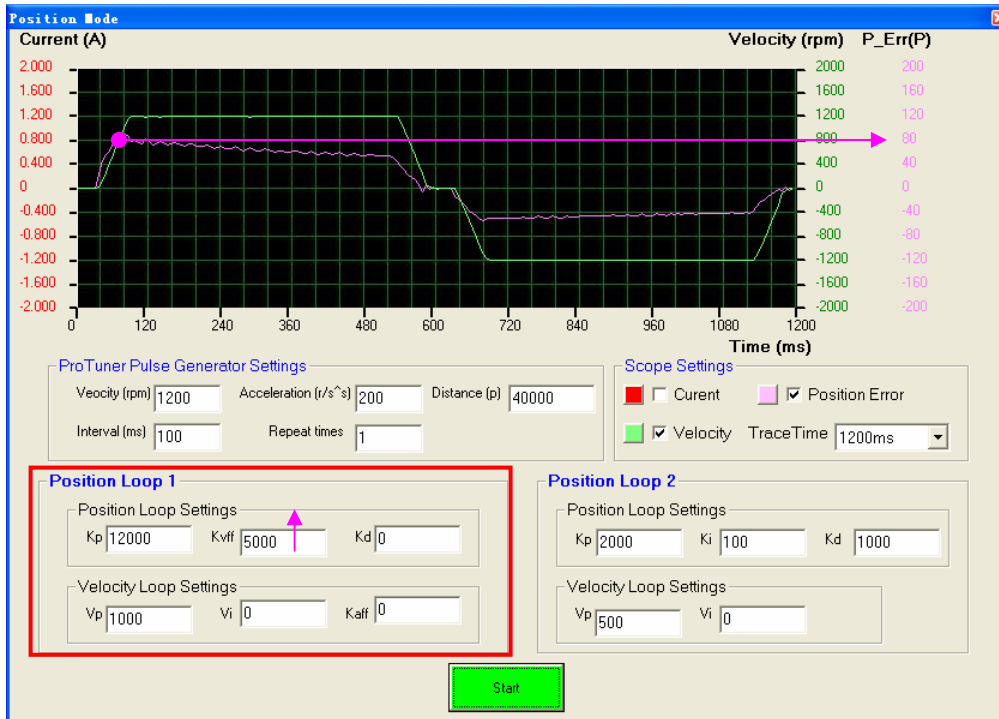 Position Mode
Current (A) Velocity (rpm) P_Err(P)
2.000 2000 200
1.600 1600 160
1.200 1200 120
0.800 800 80
0.400 400 40
0 0 0
-0.400 -400 -40
-0.800 -800 -80
-1.200 -1200 -120
-1.600 -1600 -160
-2.000 -2000 -200
0 120 240 360 480 600 720 840 960 1080 1200
Time (ms)
ProTuner Pulse Generator Settings
Veocity (rpm) 1200 Acceleration (r/s^s) 200 Distance (p) 40000
Interval (ms) 100 Repeat times 1
Scope Settings
Curent Position Error
Velocity TraceTime 1200ms
Position Loop 1
Position Loop Settings
Kp 12000 Kvff 5000 Kd 0
Velocity Loop Settings
Vp 1000 Vi 0 Kaff 0
Position Loop 2
Position Loop Settings
Kp 2000 Ki 100 Kd 1000
Velocity Loop Settings
Vp 500 Vi 0
Start